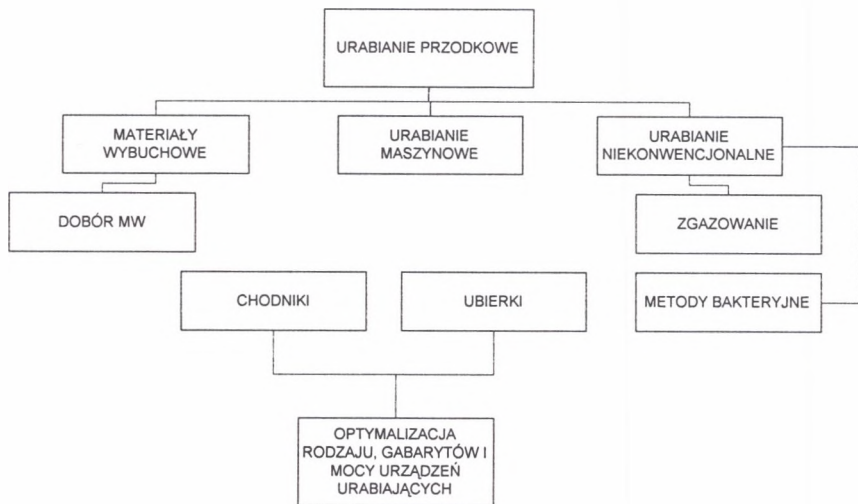 URABIANIE PRZODKOWE
MATERIAŁY
WYBUCHOWE
URABIANIE
MASZYNOWE
URABIANIE
NIEKONWENCJONALNE
DOBÓR MW
ZGAZOWANIE
CHODNIKI
UBIERKI
METODY BAKTERYJNE
OPTYMALIZACJA
RODZAJU, GABARYTÓW I
MOCY URZĄDZEŃ
URABIAJĄCYCH